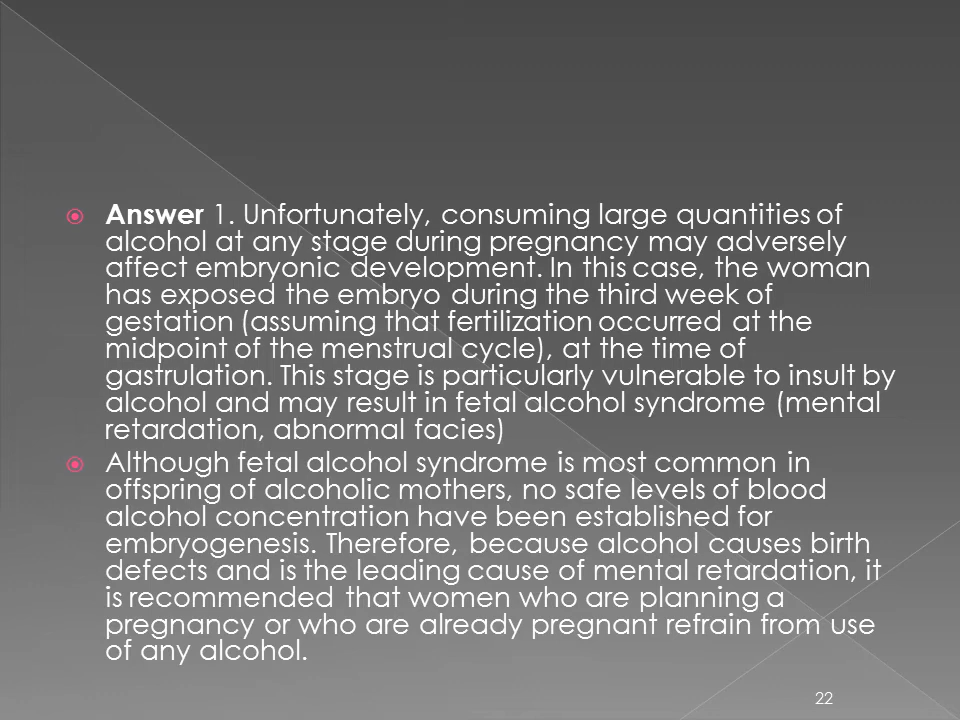 Answer 1. Unfortunately, consuming large quantities of
alcohol at any stage during pregnancy may adversely
affect embryonic development. In this case, the woman
has exposed the embryo during the third week of
gestation (assuming that fertilization occurred at the
midpoint of the menstrual cycle), at the time of
gastrulation. This stage is particularly vulnerable to insult by
alcohol and may result in fetal alcohol syndrome (mental
retardation, abnormal facies)
Although fetal alcohol syndrome is most common in
offspring of alcoholic mothers, no safe levels of blood
alcohol concentration have been established for
embryogenesis. Therefore, because alcohol causes birth
defects and is the leading cause of mental retardation, it
is recommended that women who are planning a
pregnancy or who are already pregnant refrain from use
of any alcohol.
22